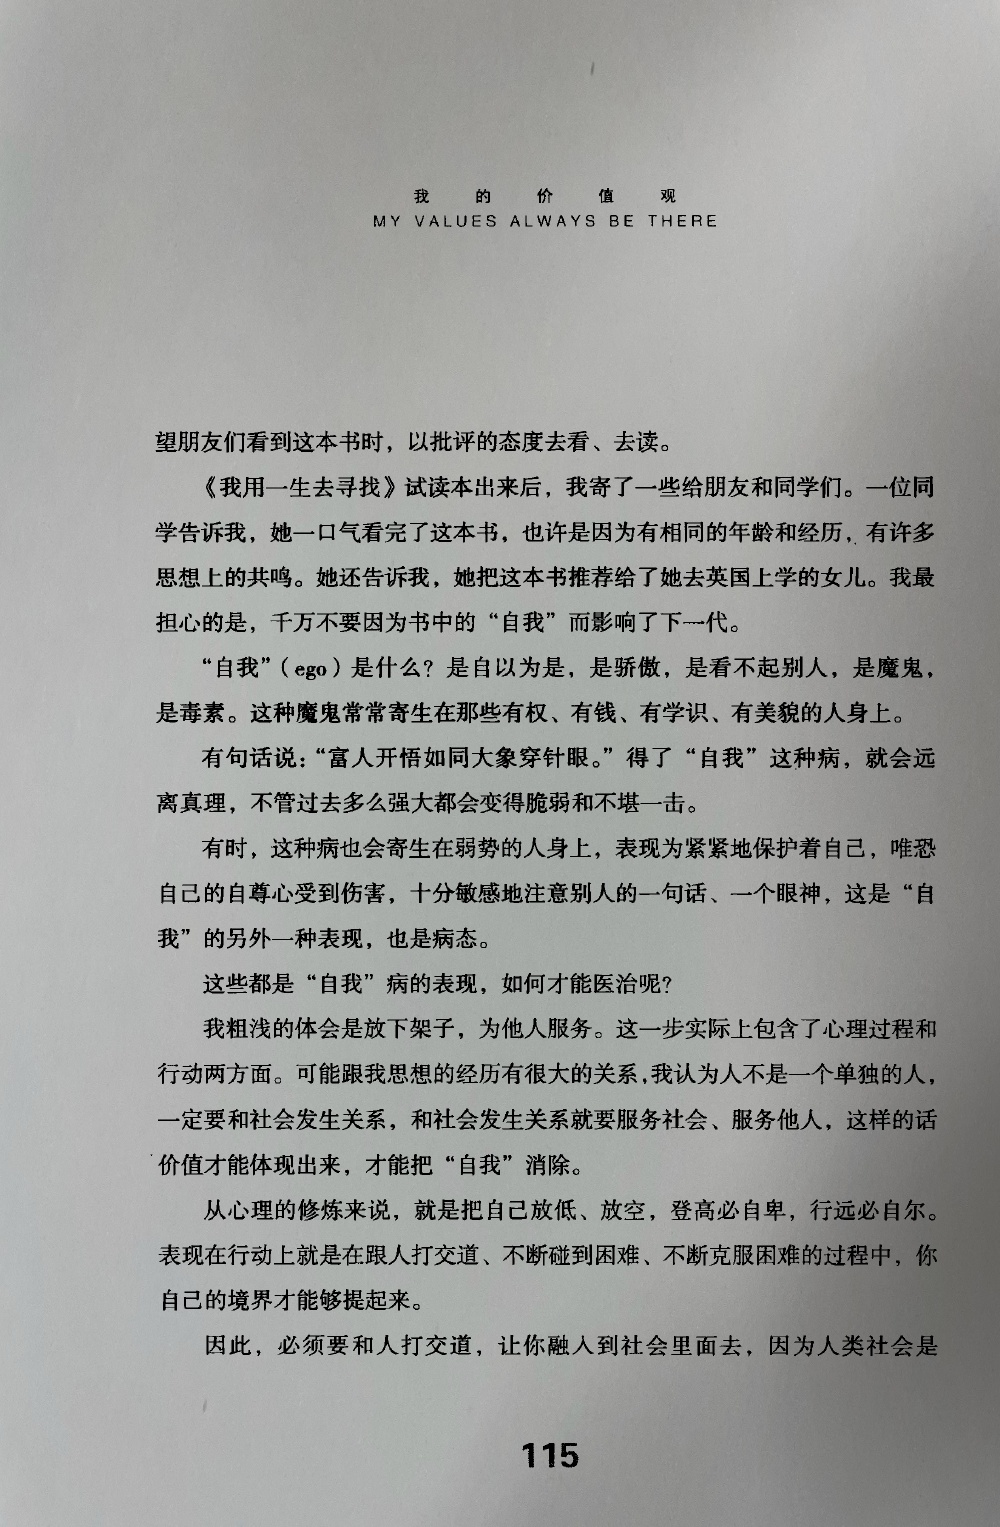 我的价值观
MY VALUES ALWAYS BE THERE
望朋友们看到这本书时，以批评的态度去看、去读。
《我用一生去寻找》试读本出来后，我寄了一些给朋友和同学们。一位同
学告诉我，她一口气看完了这本书，也许是因为有相同的年龄和经历，有许多
思想上的共鸣。她还告诉我，她把这本书推荐给了她去英国上学的女儿。我最
担心的是，千万不要因为书中的“自我”而影响了下一代。
“自我”（ego）是什么？是自以为是，是骄傲，是看不起别人，是魔鬼，
是毒素。这种魔鬼常常寄生在那些有权、有钱、有学识、有美貌的人身上。
有句话说：“富人开悟如同大象穿针眼。”得了“自我”这种病，就会远
离真理，不管过去多么强大都会变得脆弱和不堪一击。
有时，这种病也会寄生在弱势的人身上，表现为紧紧地保护着自己，唯恐
自己的自尊心受到伤害，十分敏感地注意别人的一句话、一个眼神，这是“自
我”的另外一种表现，也是病态。
这些都是“自我”病的表现，如何才能医治呢？
我粗浅的体会是放下架子，为他人服务。这一步实际上包含了心理过程和
行动两方面。可能跟我思想的经历有很大的关系，我认为人不是一个单独的人，
一定要和社会发生关系，和社会发生关系就要服务社会、服务他人，这样的话
价值才能体现出来，才能把“自我”消除。
从心理的修炼来说，就是把自己放低、放空，登高必自卑，行远必自尔。
表现在行动上就是在跟人打交道、不断碰到困难、不断克服困难的过程中，你
自己的境界才能够提起来。
因此，必须要和人打交道，让你融入到社会里面去，因为人类社会是
115